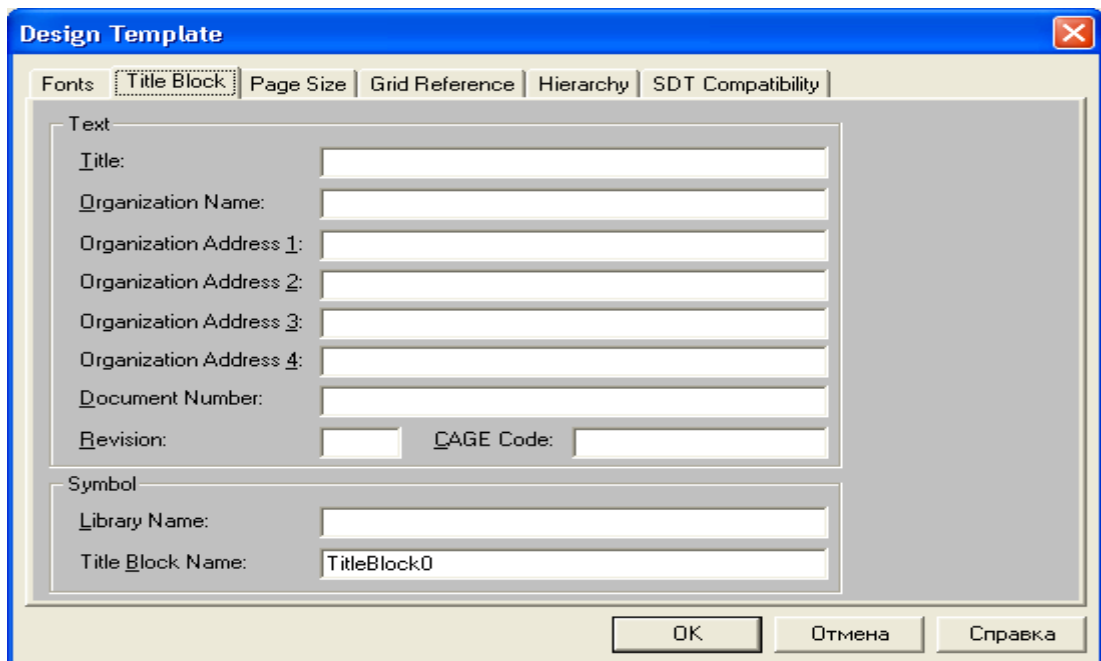 Design Template
Fonts Title Block Page Size Grid Reference Hierarchy SDT Compatibility
Text
Title:
Organization Name:
Organization Address 1:
Organization Address 2:
Organization Address 3:
Organization Address 4:
Document Number:
Revision: CAGE Code:
Symbol
Library Name:
Title Block Name: TitleBlock0
OK Отмена Справка